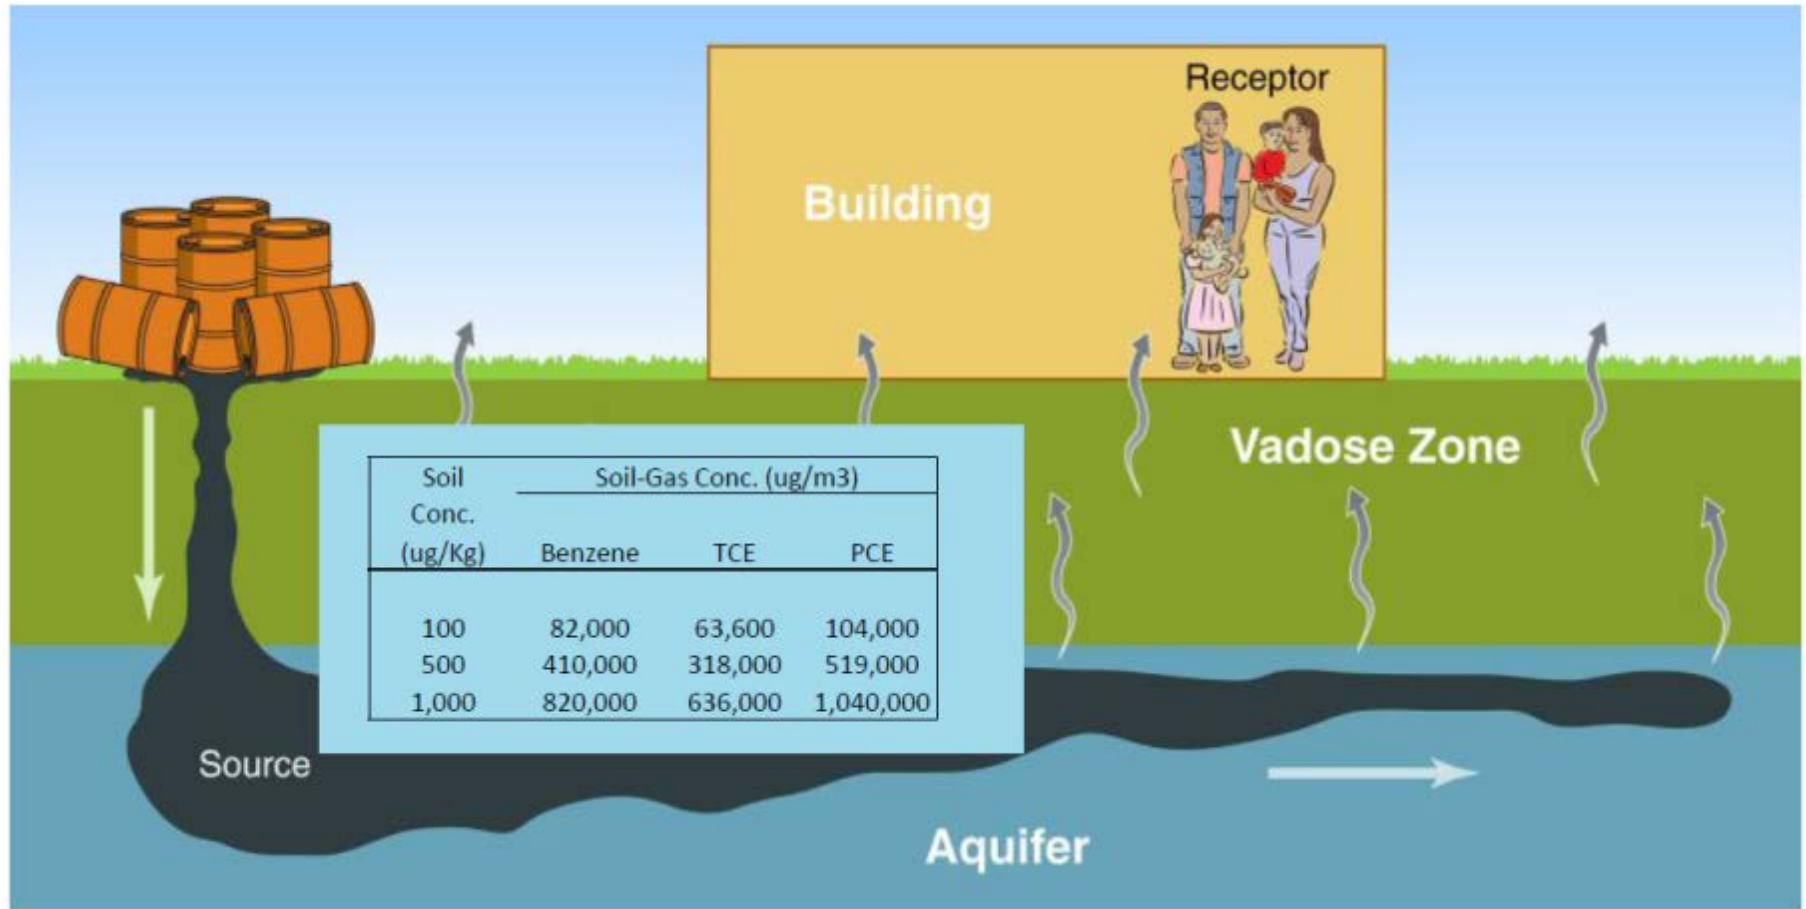 Receptor
Building
Vadose Zone
Soil Soil-Gas Conc. (ug/m3)
Conc.
(ug/Kg) Benzene TCE PCE
100 82,000 63,600 104,000
500 410,000 318,000 519,000
1,000 820,000 636,000 1,040,000
Source
Aquifer